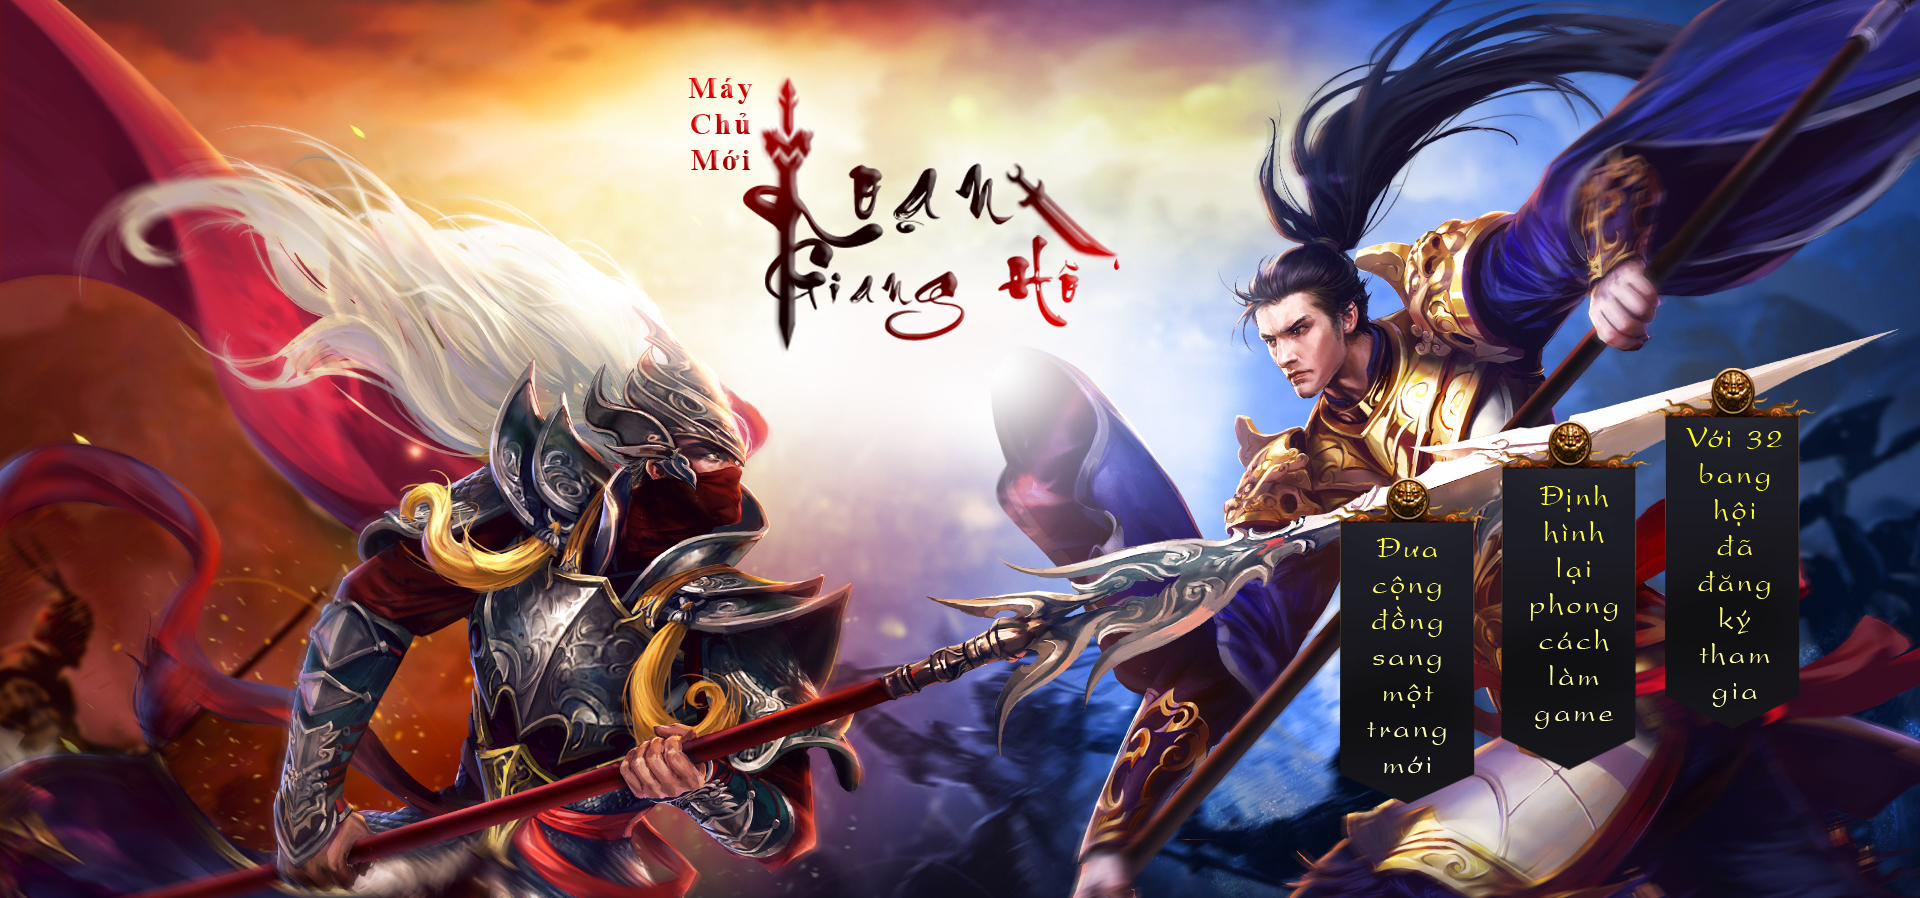 Máy
Chủ
Mới
Loạn
Giang Hồ
Đưa
cộng
đồng
sang
một
trang
mới
Định
hình
lại
phong
cách
làm
game
Với 32
bang
hội
đã
đăng
ký
tham
gia